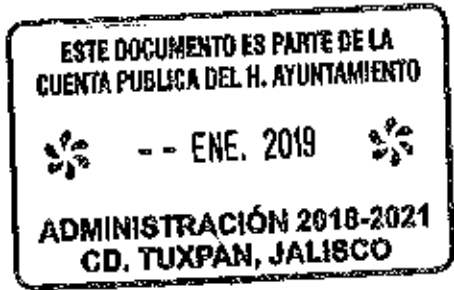 ESTE DOCUMENTO ES PARTE DE LA
CUENTA PUBLICA DEL H. AYUNTAMIENTO
-- ENE. 2019
ADMINISTRACIÓN 2018-2021
CD. TUXPAN, JALISCO